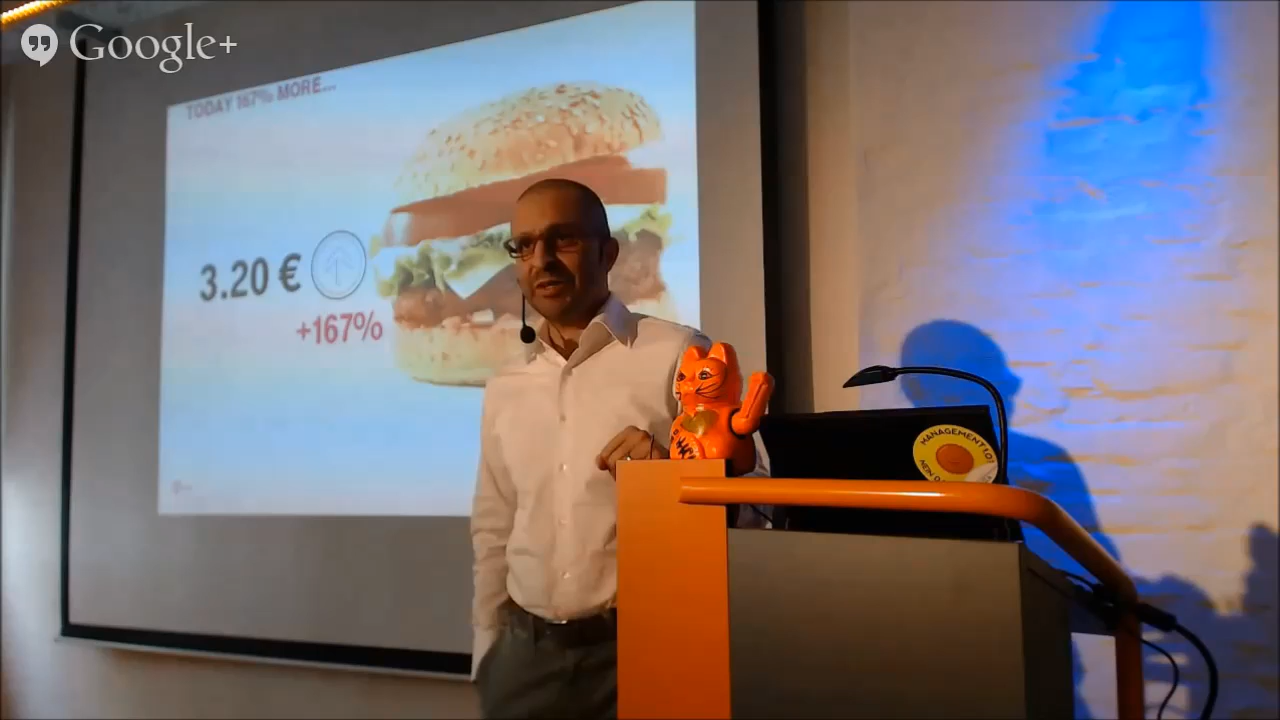 Google+
TODAY 167% MORE...
3.20 €
+167%
MANAGEMENT